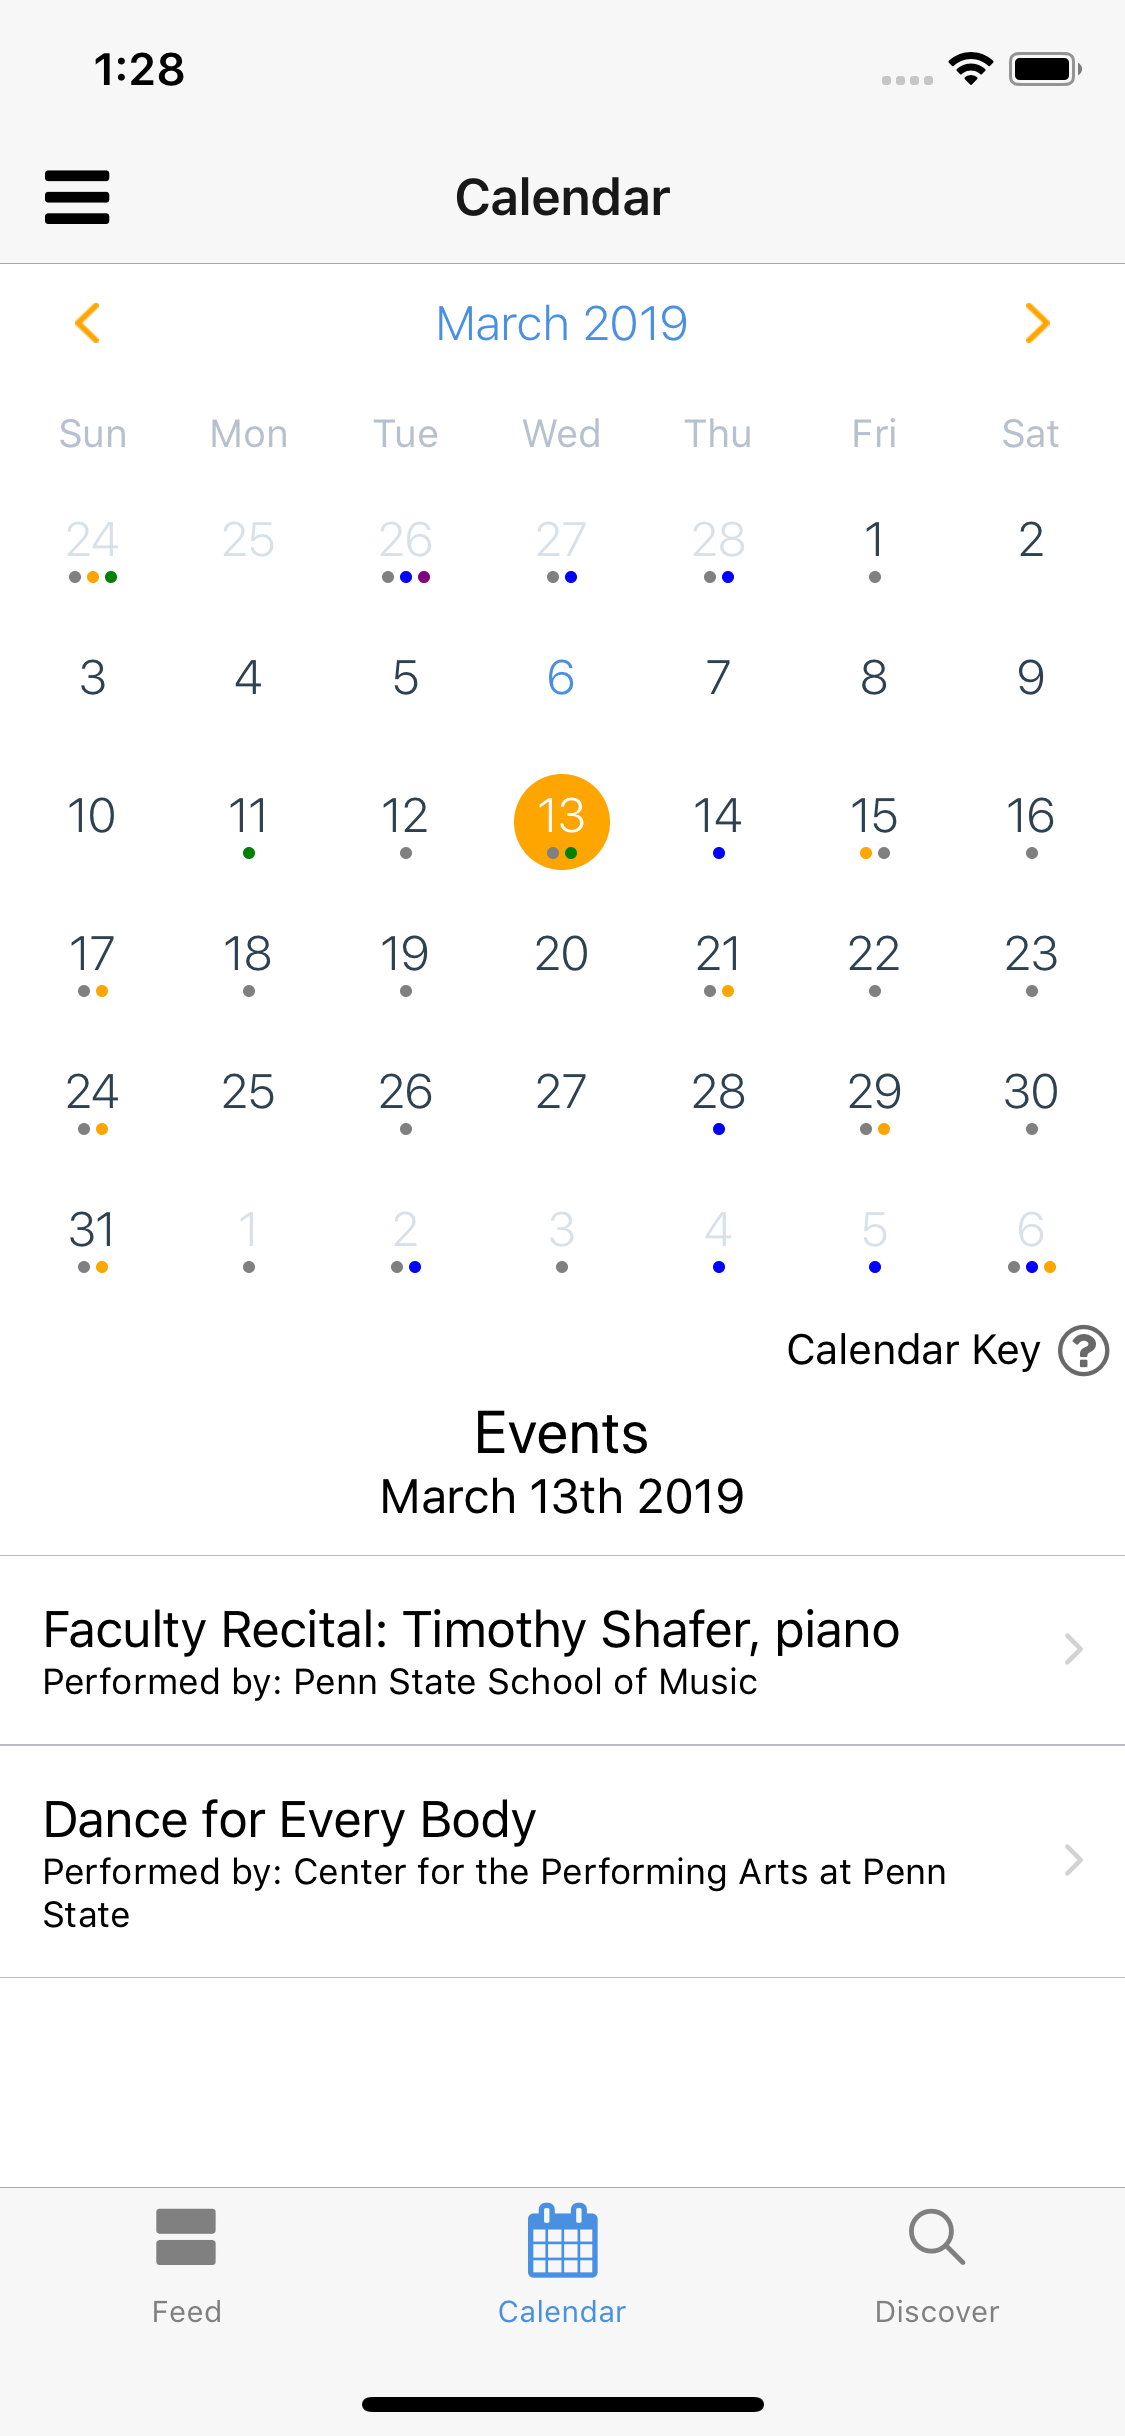 1:28
Calendar
March 2019
Sun Mon Tue Wed Thu Fri Sat
24 25 26 27 28 1 2
3 4 5 6 7 8 9
10 11 12 13 14 15 16
17 18 19 20 21 22 23
24 25 26 27 28 29 30
31 1 2 3 4 5 6
Calendar Key ?
Events
March 13th 2019
Faculty Recital: Timothy Shafer, piano
Performed by: Penn State School of Music
Dance for Every Body
Performed by: Center for the Performing Arts at Penn
State
Feed Calendar Discover